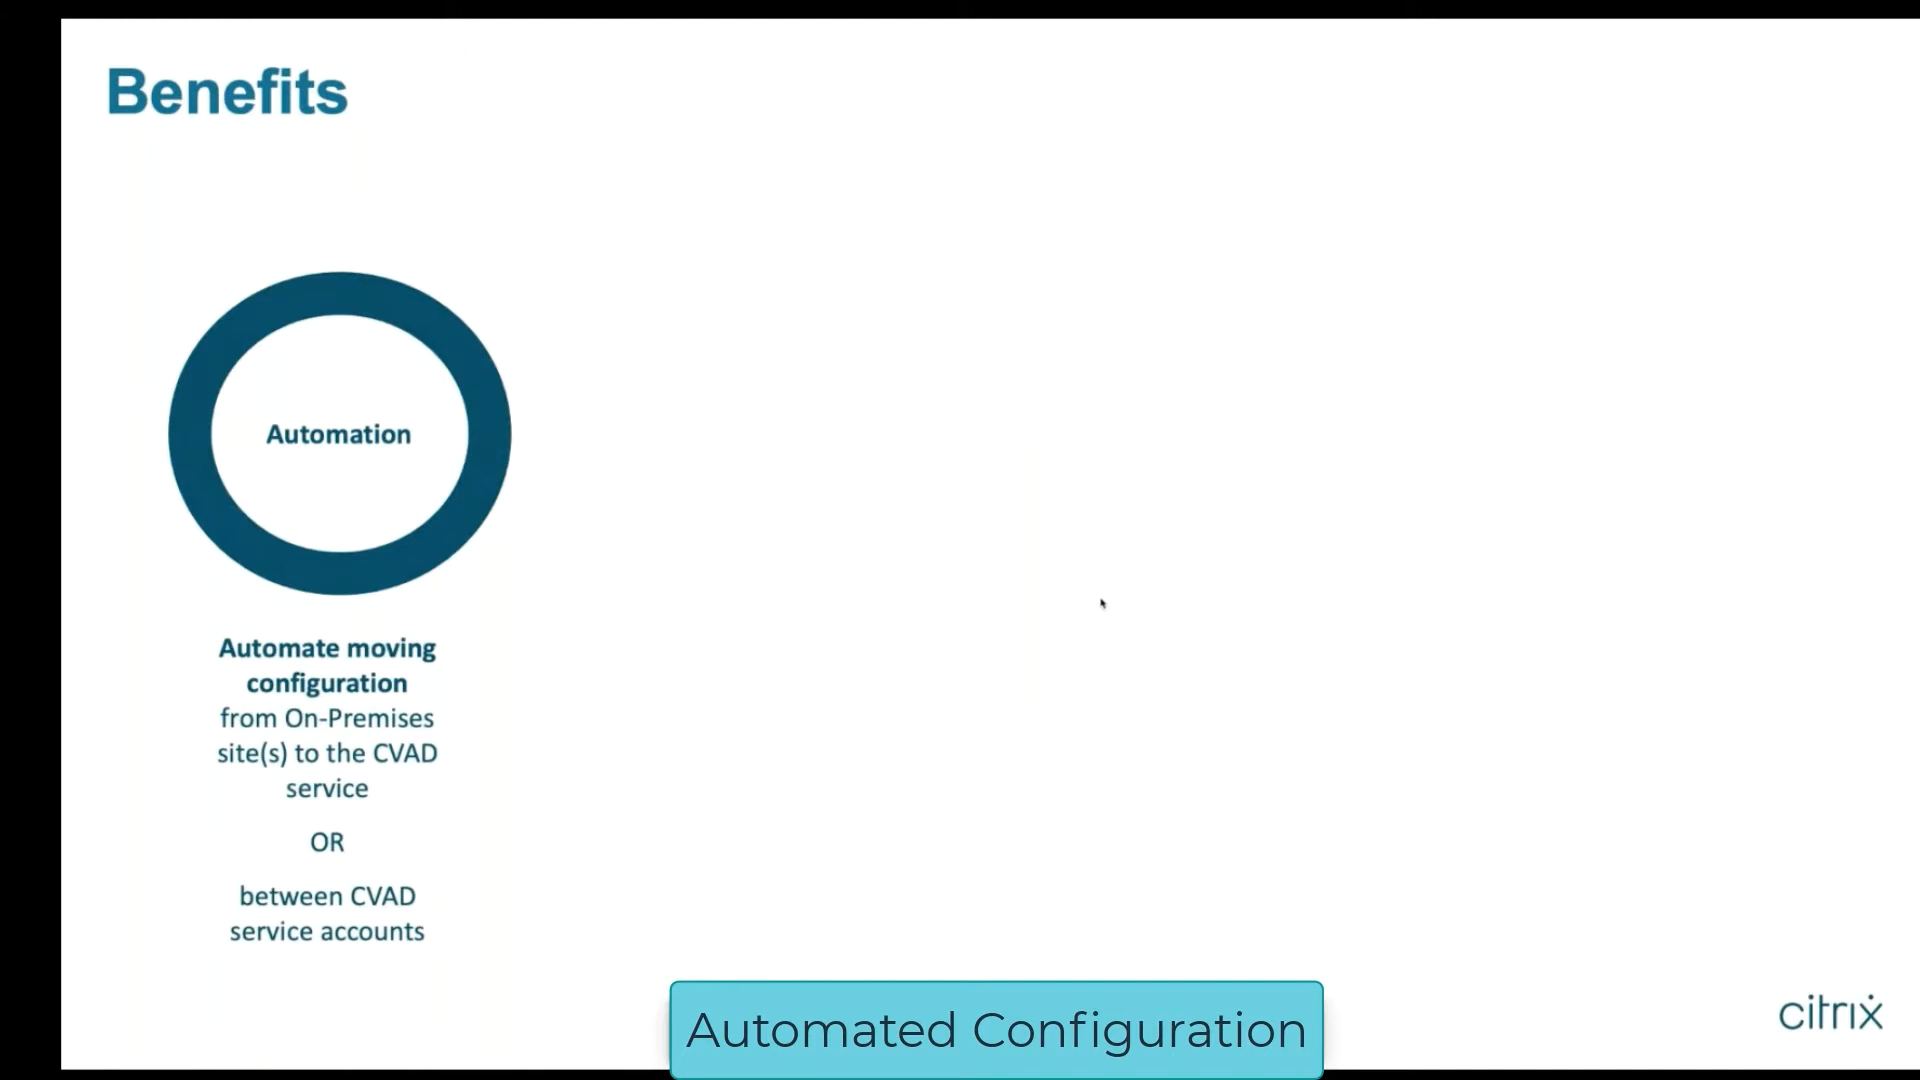 Benefits
Automation
Automate moving
configuration
from On-Premises
site(s) to the CVAD
service
OR
between CVAD
service accounts
Automated Configuration
citrix